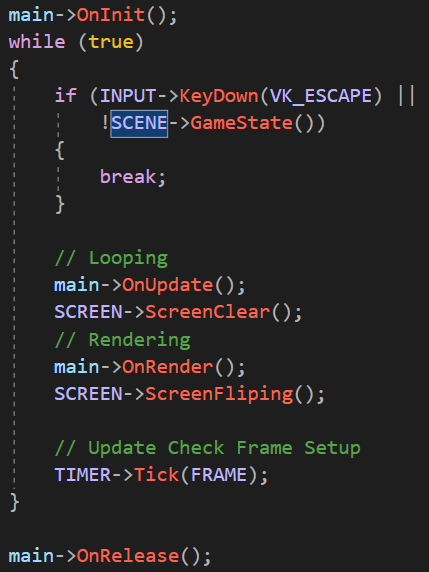 main->OnInit();
while (true)
{
if (INPUT->KeyDown(VK_ESCAPE) ||
!SCENE->GameState())
{
break;
}
// Looping
main->OnUpdate();
SCREEN->ScreenClear();
// Rendering
main->OnRender();
SCREEN->ScreenFliping();
// Update Check Frame Setup
TIMER->Tick(FRAME);
}
main->OnRelease();